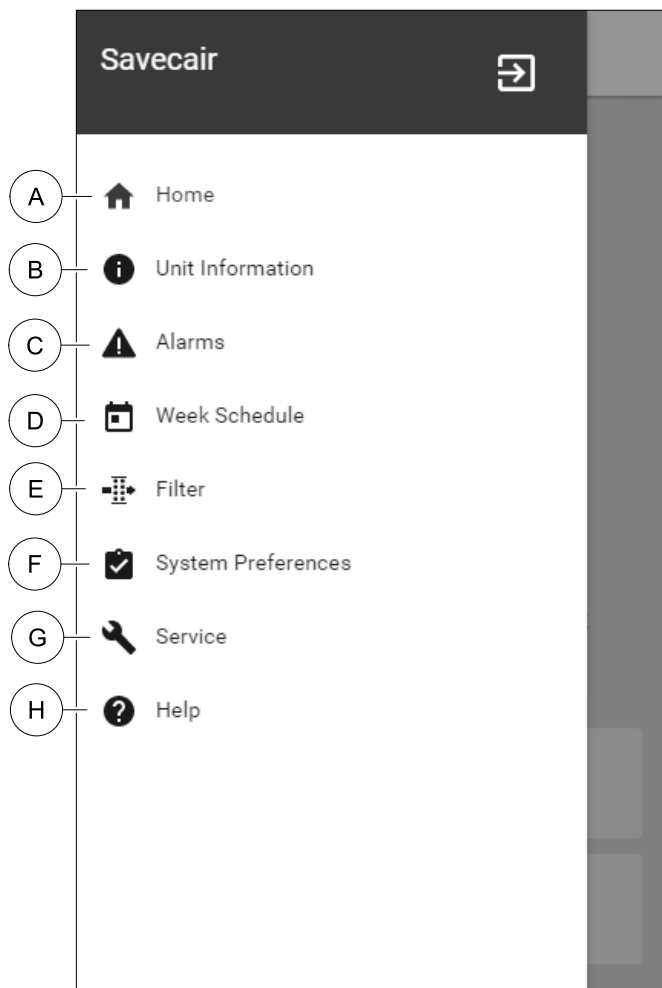 Savecair
A Home
B Unit Information
C Alarms
D Week Schedule
E Filter
F System Preferences
G Service
H Help